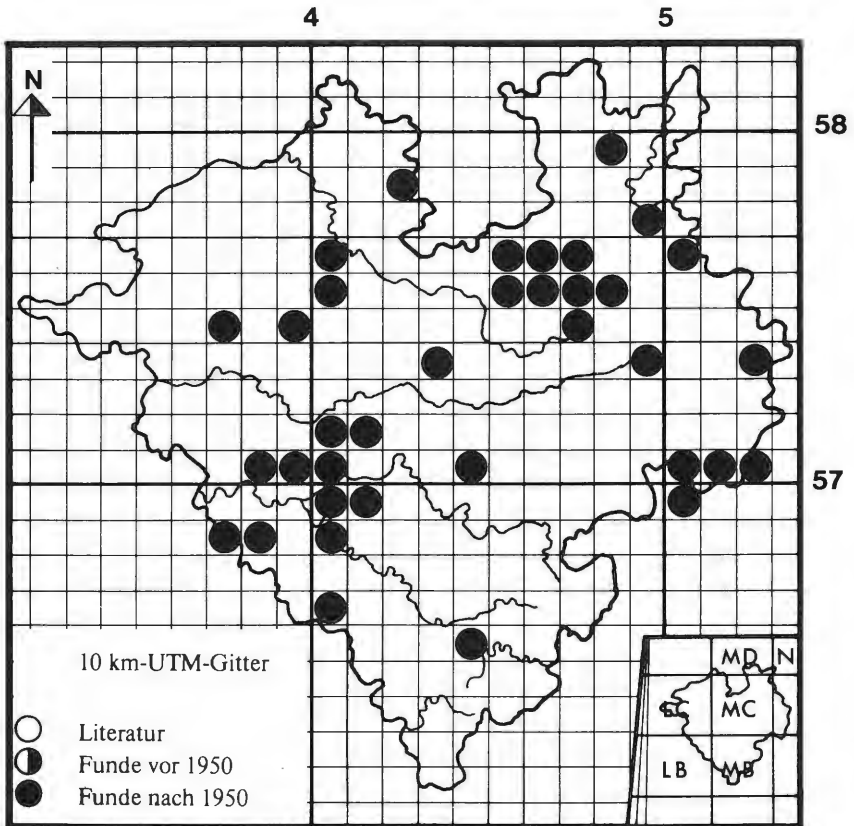 4 5
N
58
57
10 km-UTM-Gitter
Literatur
Funde vor 1950
Funde nach 1950
MD N
MC
LB MB